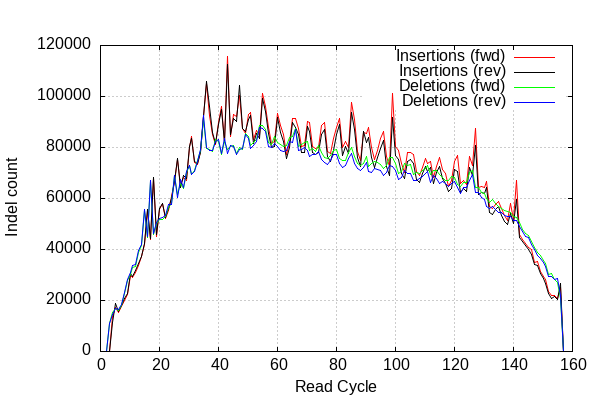 120000
100000
80000
60000
40000
20000
0
Indel count
Insertions (fwd)
Insertions (rev)
Deletions (fwd)
Deletions (rev)
0 20 40 60 80 100 120 140 160
Read Cycle